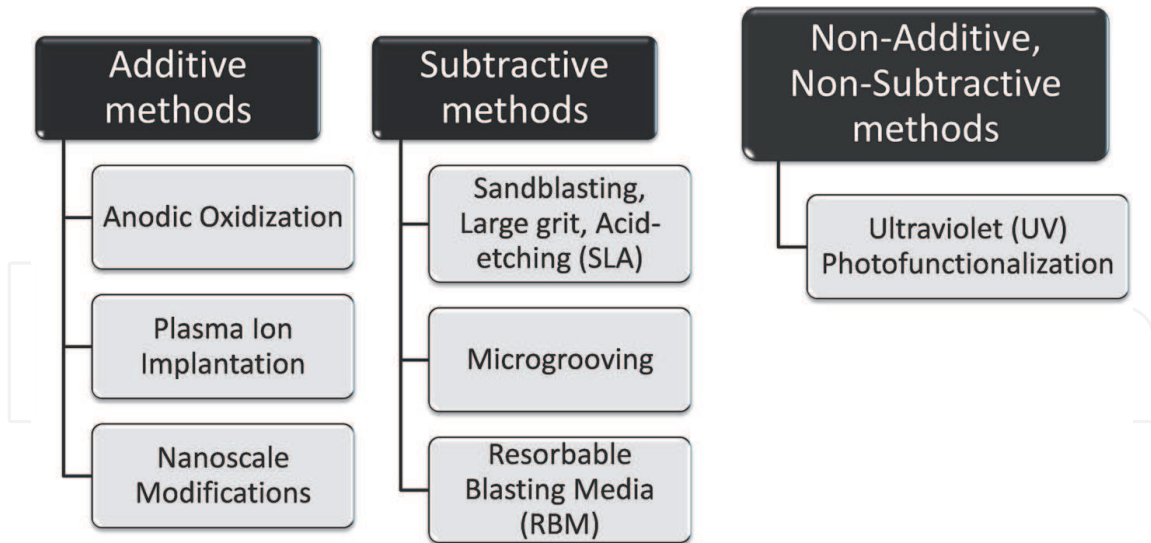 Additive
methods
Anodic Oxidization
Plasma Ion
Implantation
Nanoscale
Modifications
Subtractive
methods
Sandblasting,
Large grit, Acid-
etching (SLA)
Microgrooving
Resorbable
Blasting Media
(RBM)
Non-Additive,
Non-Subtractive
methods
Ultraviolet (UV)
Photofunctionalization